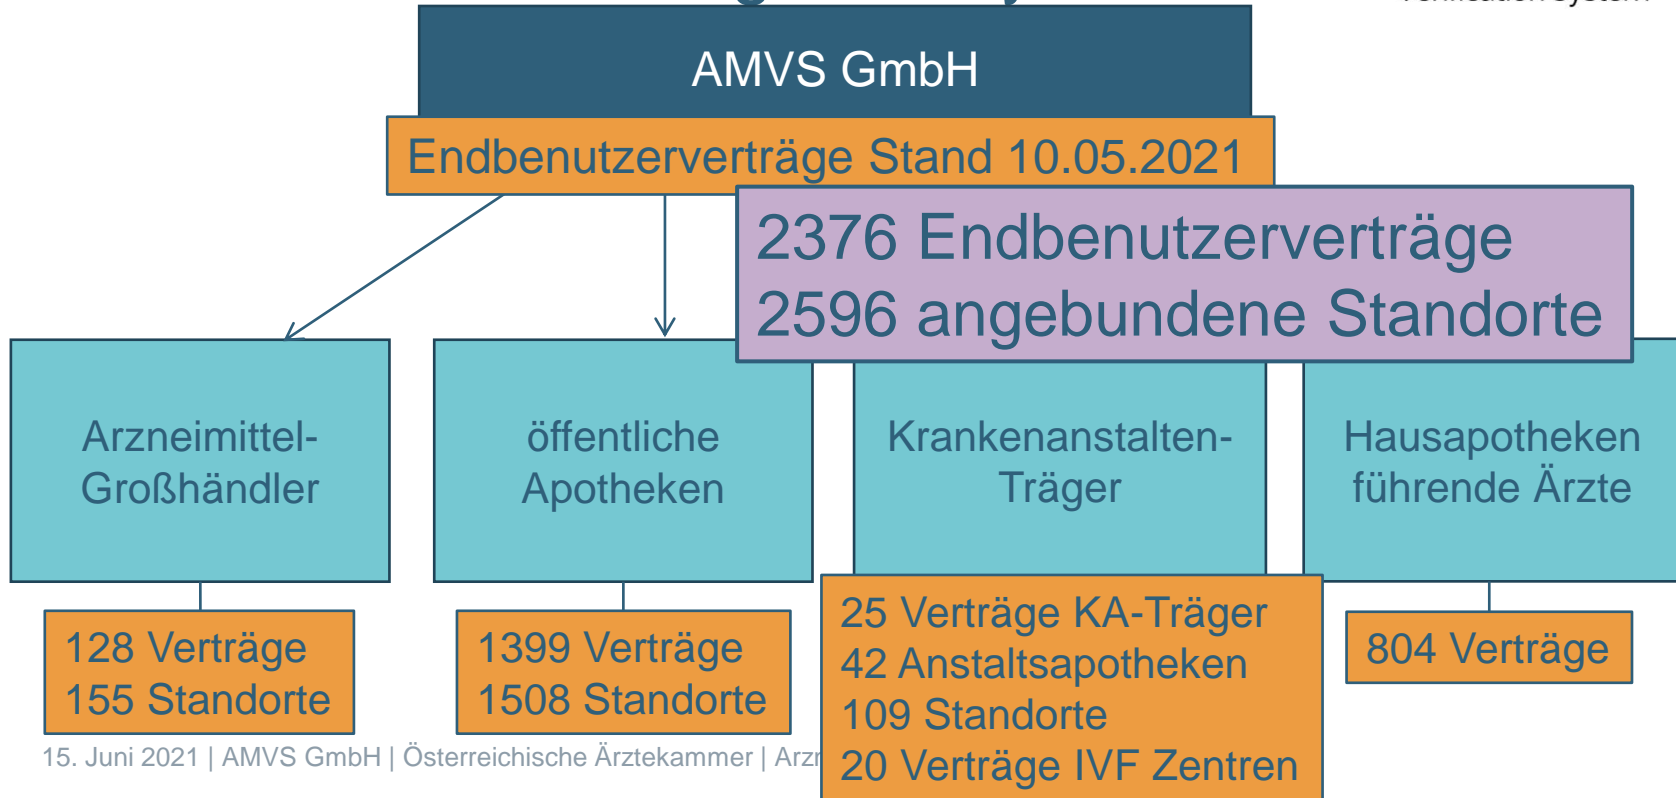 AMVS GmbH
Endbenutzerverträge Stand 10.05.2021
2376 Endbenutzerverträge
2596 angebundene Standorte
Arzneimittel-
Großhändler
öffentliche
Apotheken
Krankenanstalten-
Träger
Hausapotheken
führende Ärzte
128 Verträge
155 Standorte
1399 Verträge
1508 Standorte
25 Verträge KA-Träger
42 Anstaltsapotheken
109 Standorte
20 Verträge IVF Zentren
804 Verträge
15. Juni 2021 | AMVS GmbH | Österreichische Ärztekammer |